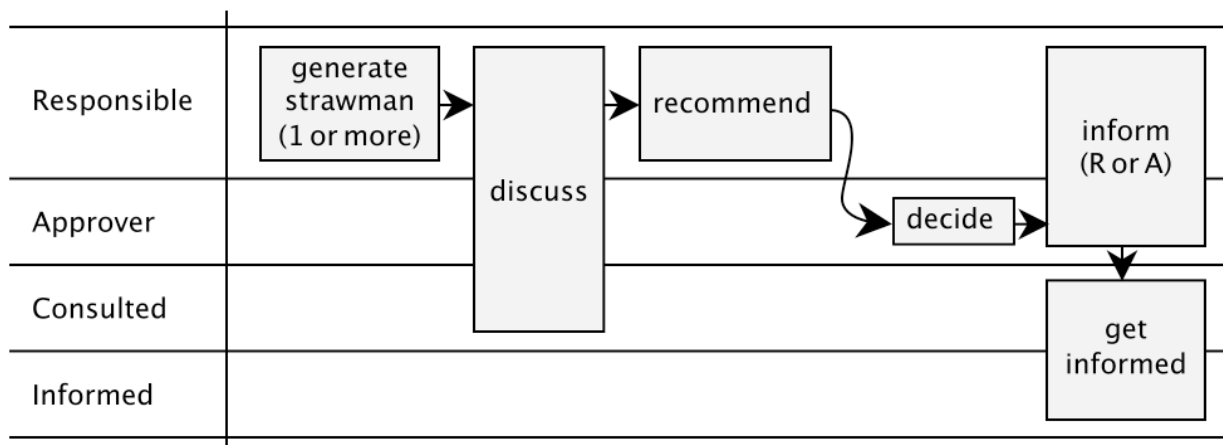 Responsible
generate
strawman
(1 or more)
discuss
recommend
inform
(R or A)
Approver
decide
Consulted
get
informed
Informed